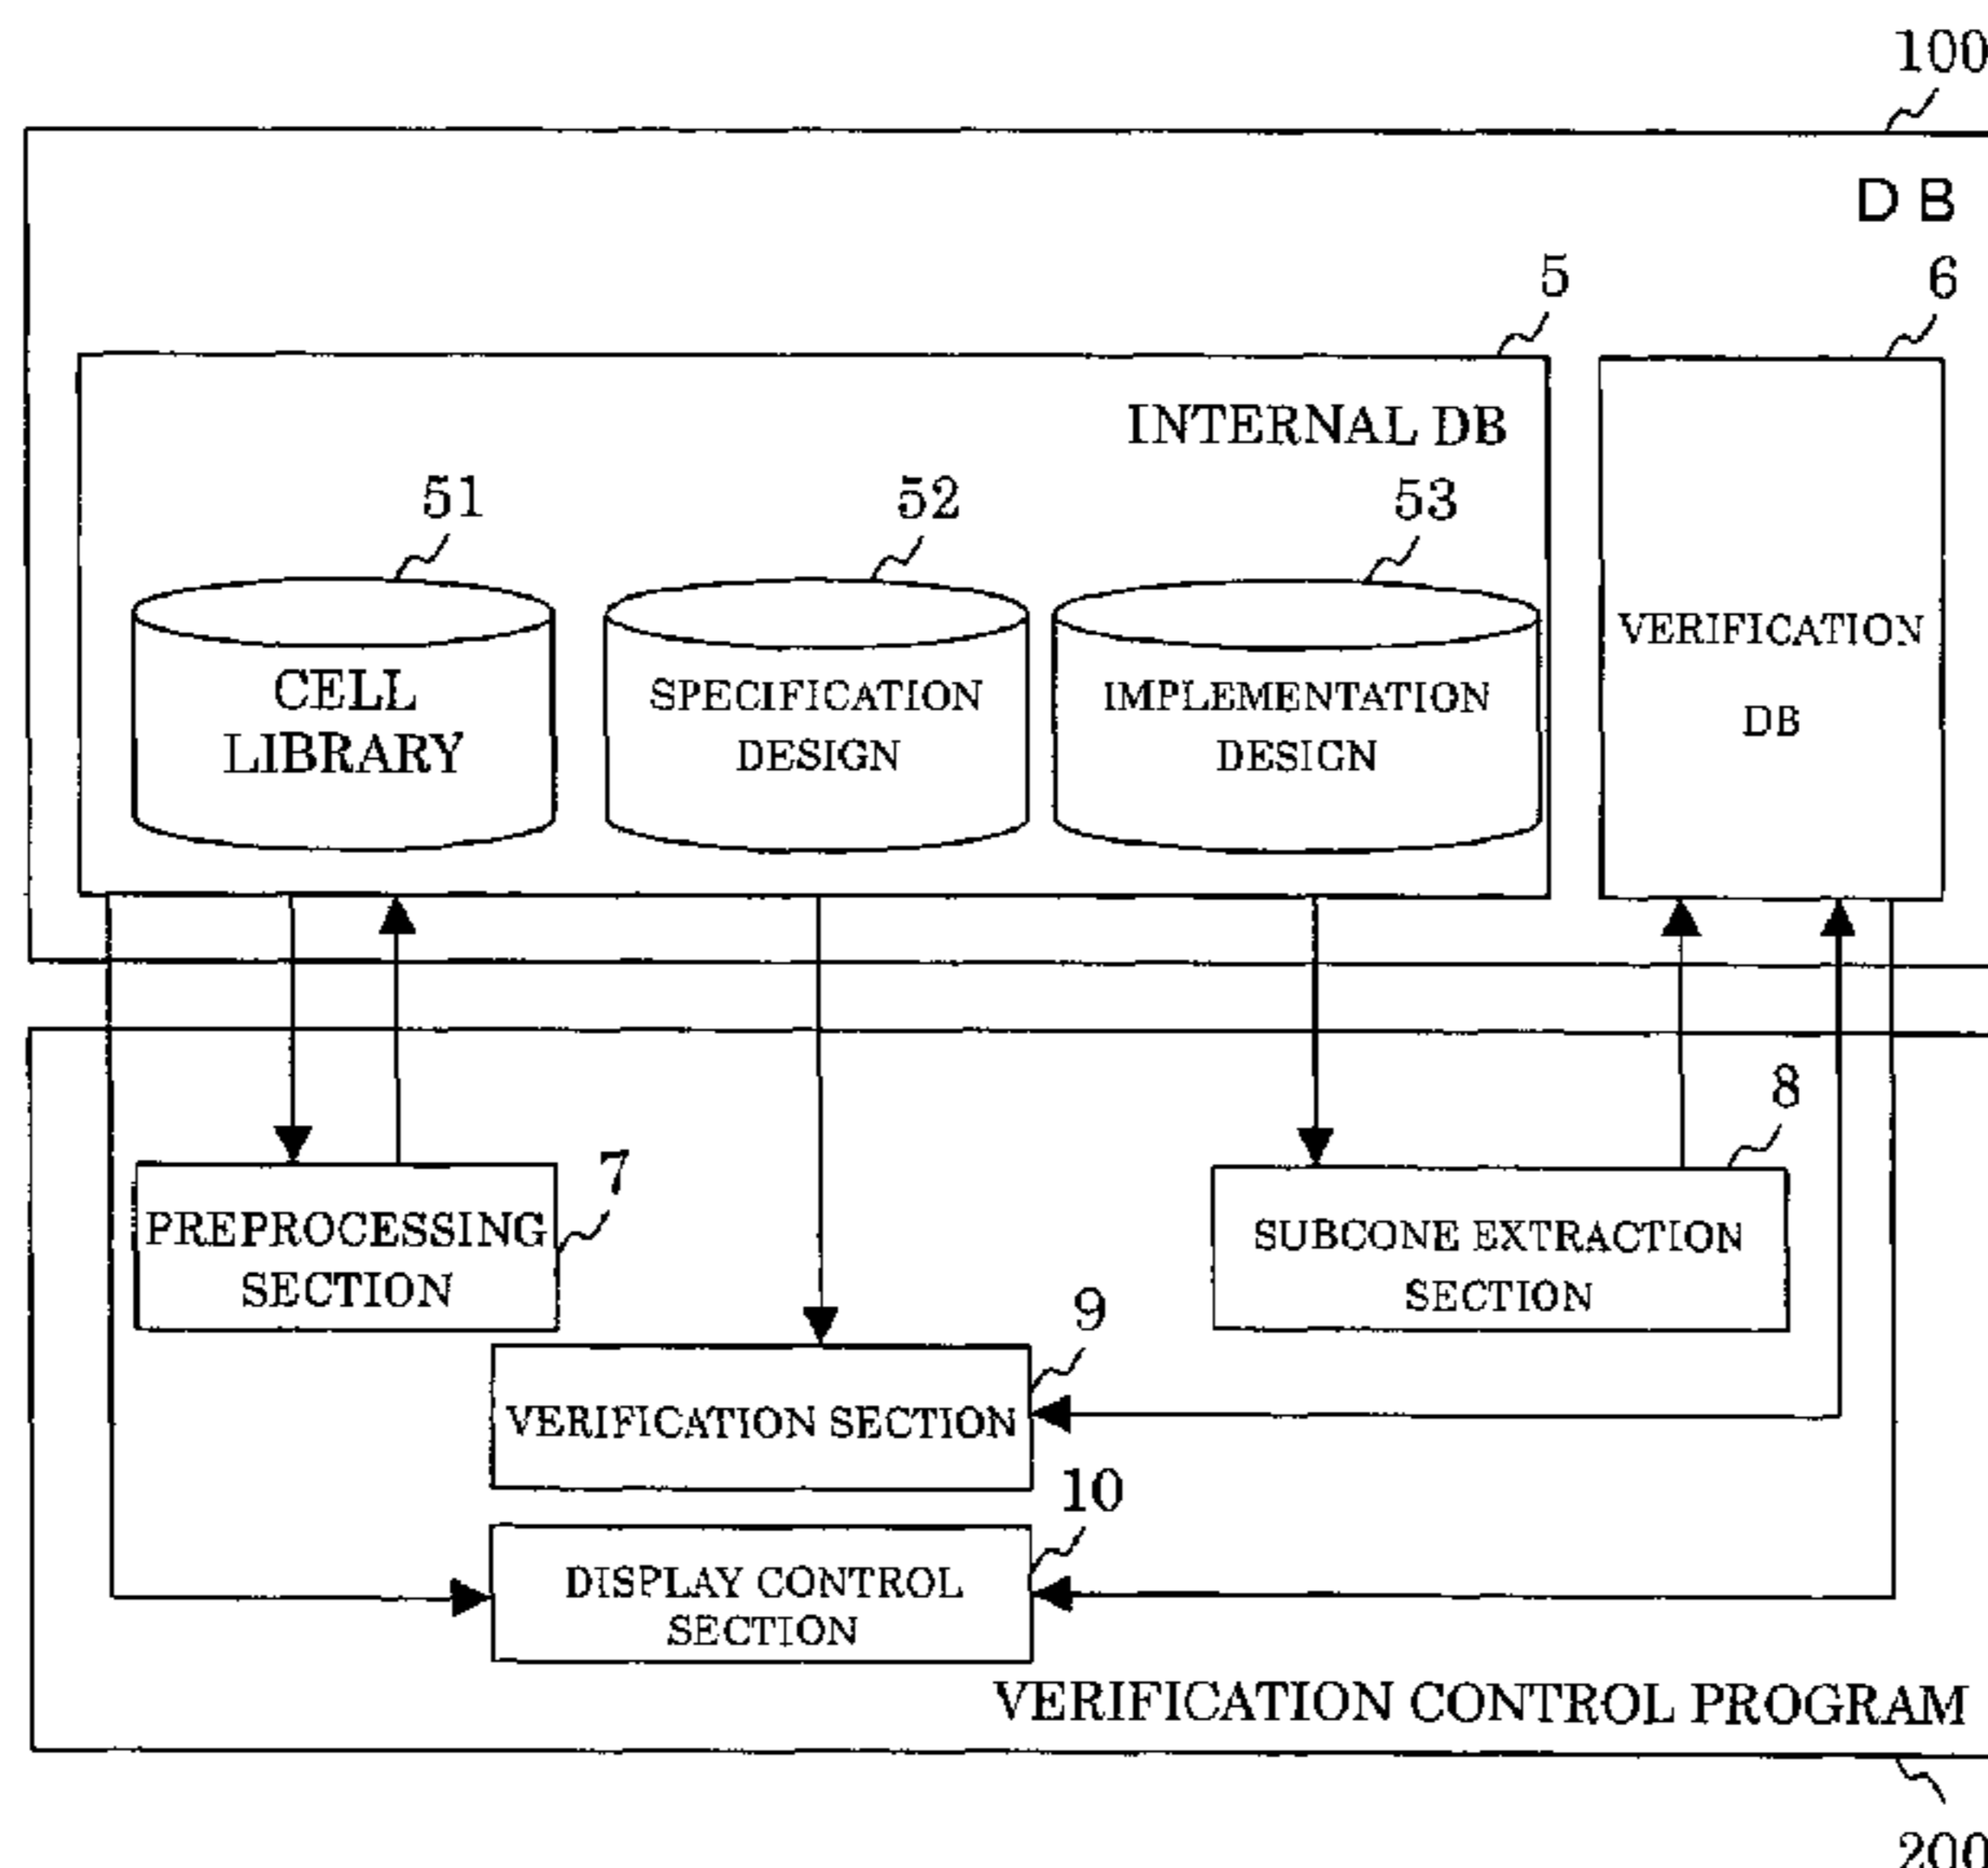 100
D B
5
6
INTERNAL DB
51
52
53
CELL
LIBRARY
SPECIFICATION
DESIGN
IMPLEMENTATION
DESIGN
VERIFICATION
DB
7
8
PREPROCESSING
SECTION
SUBCONE EXTRACTION
SECTION
9
VERIFICATION SECTION
10
DISPLAY CONTROL
SECTION
VERIFICATION CONTROL PROGRAM
200